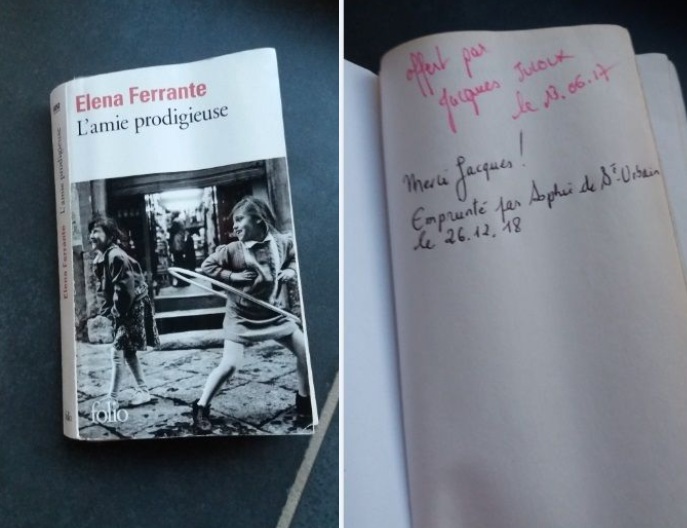 Elena Ferrante
L'amie prodigieuse
Elena Ferrante L'amie prodigieuse
folio
offert par
Jacques
le 13.06.17
Merci Jacques !
Emprunté par Sophie de St-Urbain
le 26.12.18